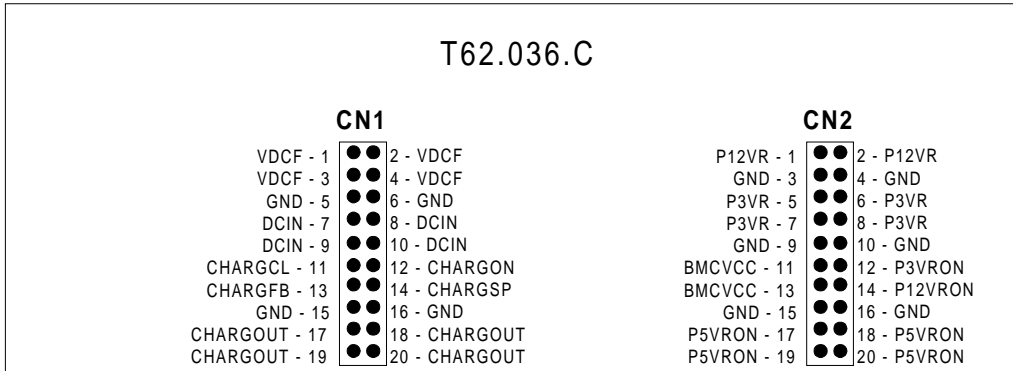 T62.036.C
CN1 CN2
VDCF - 1 2 - VDCF P12VR - 1 2 - P12VR
VDCF - 3 4 - VDCF GND - 3 4 - GND
GND - 5 6 - GND P3VR - 5 6 - P3VR
DCIN - 7 8 - DCIN P3VR - 7 8 - P3VR
DCIN - 9 10 - DCIN GND - 9 10 - GND
CHARGCL - 11 12 - CHARGON BMCVCC - 11 12 - P3VRON
CHARGFB - 13 14 - CHARGSP BMCVCC - 13 14 - P12VRON
GND - 15 16 - GND GND - 15 16 - GND
CHARGOUT - 17 18 - CHARGOUT P5VRON - 17 18 - P5VRON
CHARGOUT - 19 20 - CHARGOUT P5VRON - 19 20 - P5VRON